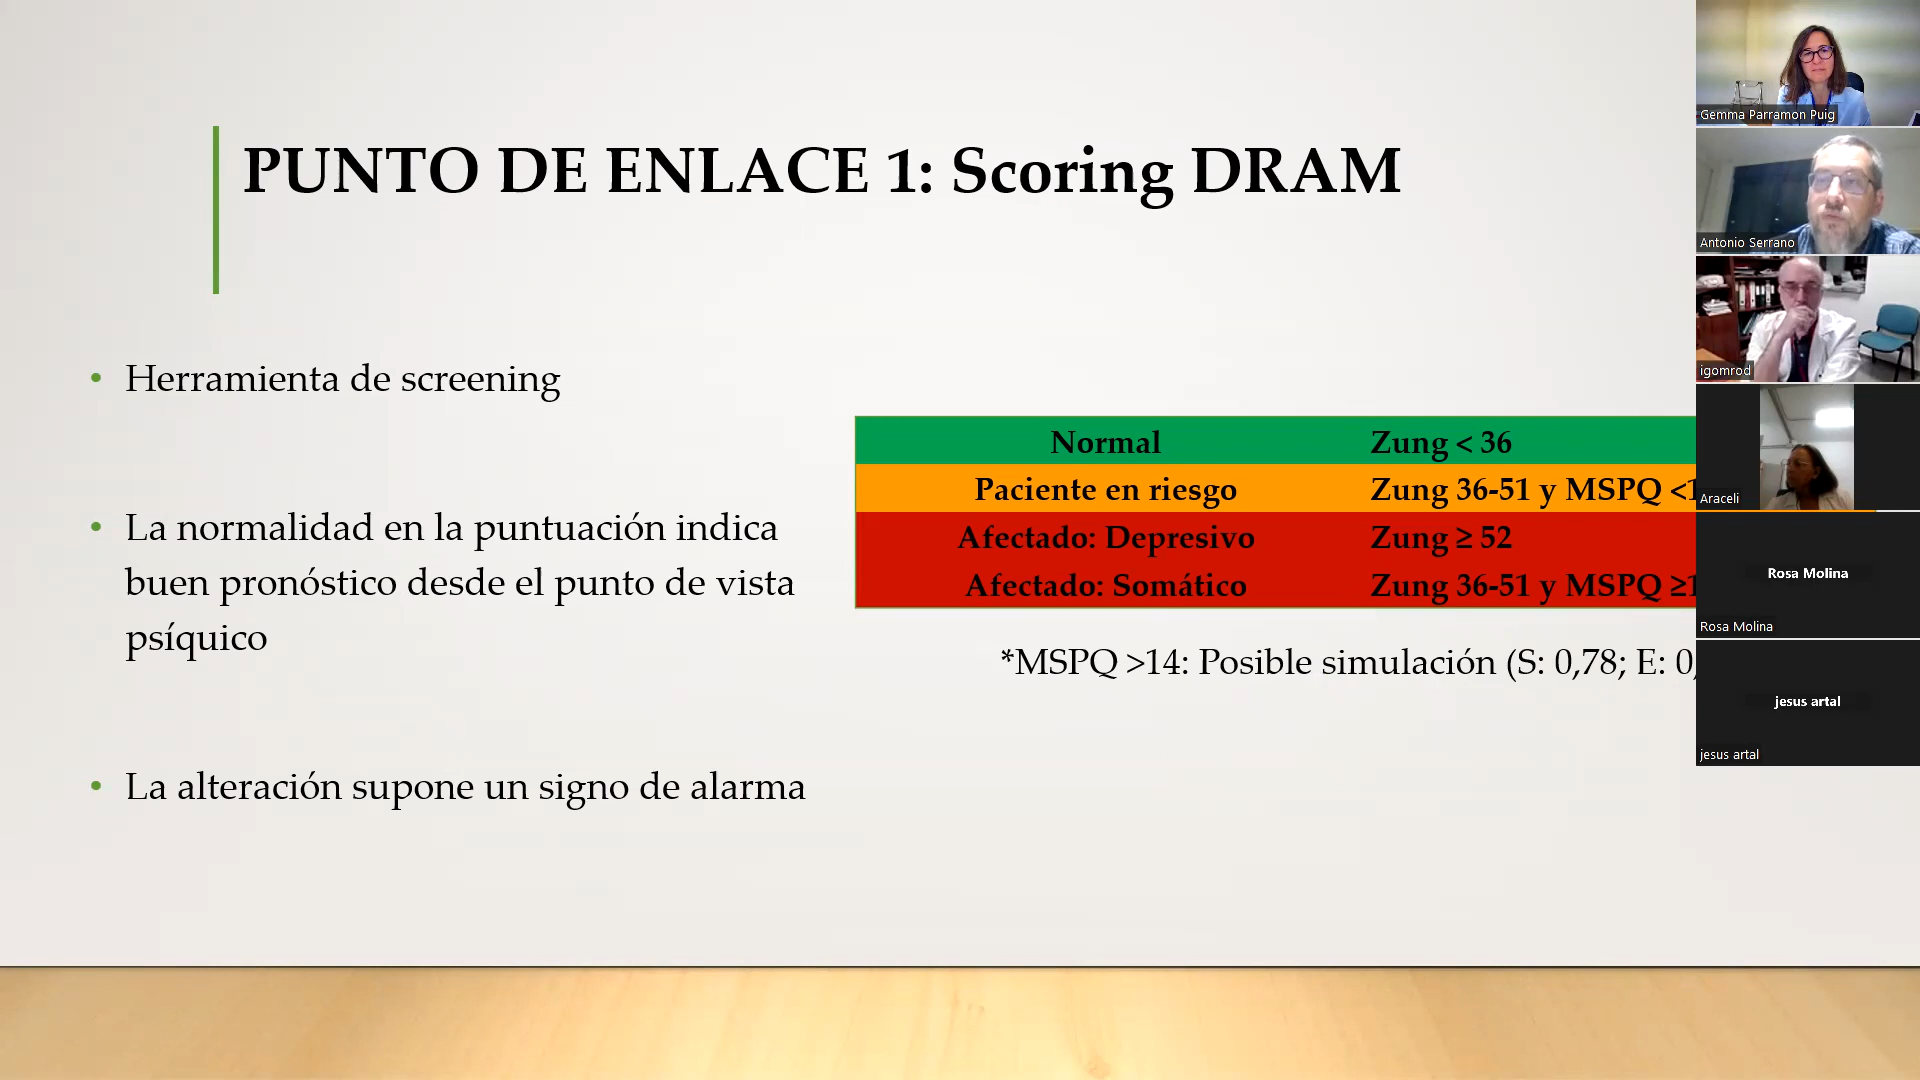 PUNTO DE ENLACE 1: Scoring DRAM
• Herramienta de screening
• La normalidad en la puntuación indica
buen pronóstico desde el punto de vista
psíquico
• La alteración supone un signo de alarma
Normal Zung < 36
Paciente en riesgo Zung 36-51 y MSPQ <1
Afectado: Depresivo Zung ≥ 52
Afectado: Somático Zung 36-51 y MSPQ ≥1
*MSPQ >14: Posible simulación (S: 0,78; E: 0,
Gemma Parramon Puig
Antonio Serrano
igomrod
Araceli
Rosa Molina
Rosa Molina
jesus artal
jesus artal